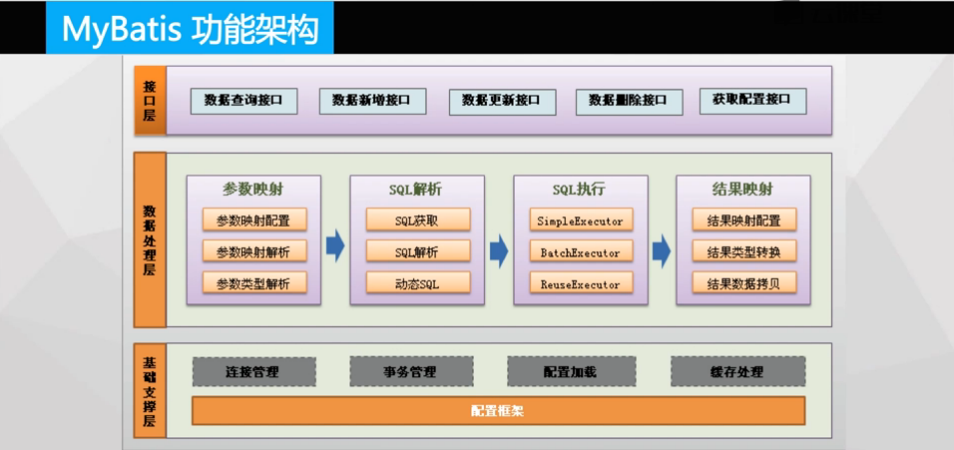 MyBatis 功能架构
接口层
数据查询接口
数据新增接口
数据更新接口
数据删除接口
获取配置接口
数据处理层
参数映射
参数映射配置
参数映射解析
参数类型解析
SQL解析
SQL获取
SQL解析
动态SQL
SQL执行
SimpleExecutor
BatchExecutor
ReuseExecutor
结果映射
结果映射配置
结果类型转换
结果数据拷贝
基础支撑层
连接管理
事务管理
配置加载
缓存处理
配置框架